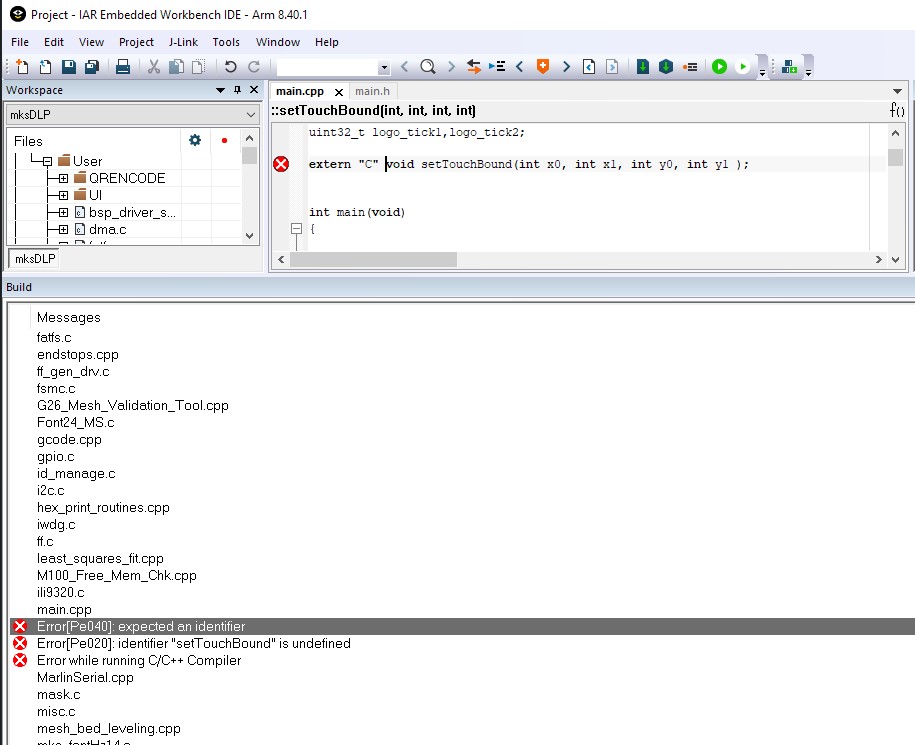 Project - IAR Embedded Workbench IDE - Arm 8.40.1
File Edit View Project J-Link Tools Window Help
Workspace
main.cpp
main.h
mksDLP
::setTouchBound(int, int, int, int)
f()
Files
User
QRENCODE
UI
bsp_driver_s...
dma.c
mksDLP
uint32_t logo_tick1,logo_tick2;
extern "C" void setTouchBound(int x0, int x1, int y0, int y1 );
int main(void)
{
Build
Messages
fatfs.c
endstops.cpp
ff_gen_drv.c
fsmc.c
G26_Mesh_Validation_Tool.cpp
Font24_MS.c
gcode.cpp
gpio.c
id_manage.c
i2c.c
hex_print_routines.cpp
iwdg.c
ff.c
least_squares_fit.cpp
M100_Free_Mem_Chk.cpp
ili9320.c
main.cpp
Error[Pe040]: expected an identifier
Error[Pe020]: identifier "setTouchBound" is undefined
Error while running C/C++ Compiler
MarlinSerial.cpp
mask.c
misc.c
mesh_bed_leveling.cpp